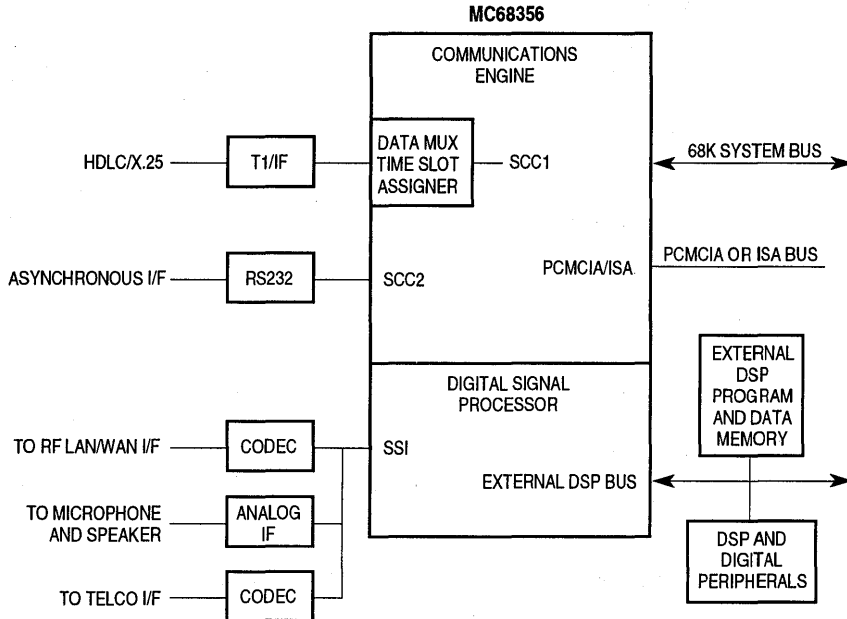 MC68356
COMMUNICATIONS
ENGINE
HDLC/X.25
T1/IF
DATA MUX
TIME SLOT
ASSIGNER
SCC1
68K SYSTEM BUS
ASYNCHRONOUS I/F
RS232
SCC2
PCMCIA/ISA
PCMCIA OR ISA BUS
EXTERNAL
DSP
PROGRAM
AND DATA
MEMORY
DIGITAL SIGNAL
PROCESSOR
TO RF LAN/WAN I/F
CODEC
SSI
EXTERNAL DSP BUS
TO MICROPHONE
AND SPEAKER
ANALOG
IF
DSP AND
DIGITAL
PERIPHERALS
TO TELCO I/F
CODEC